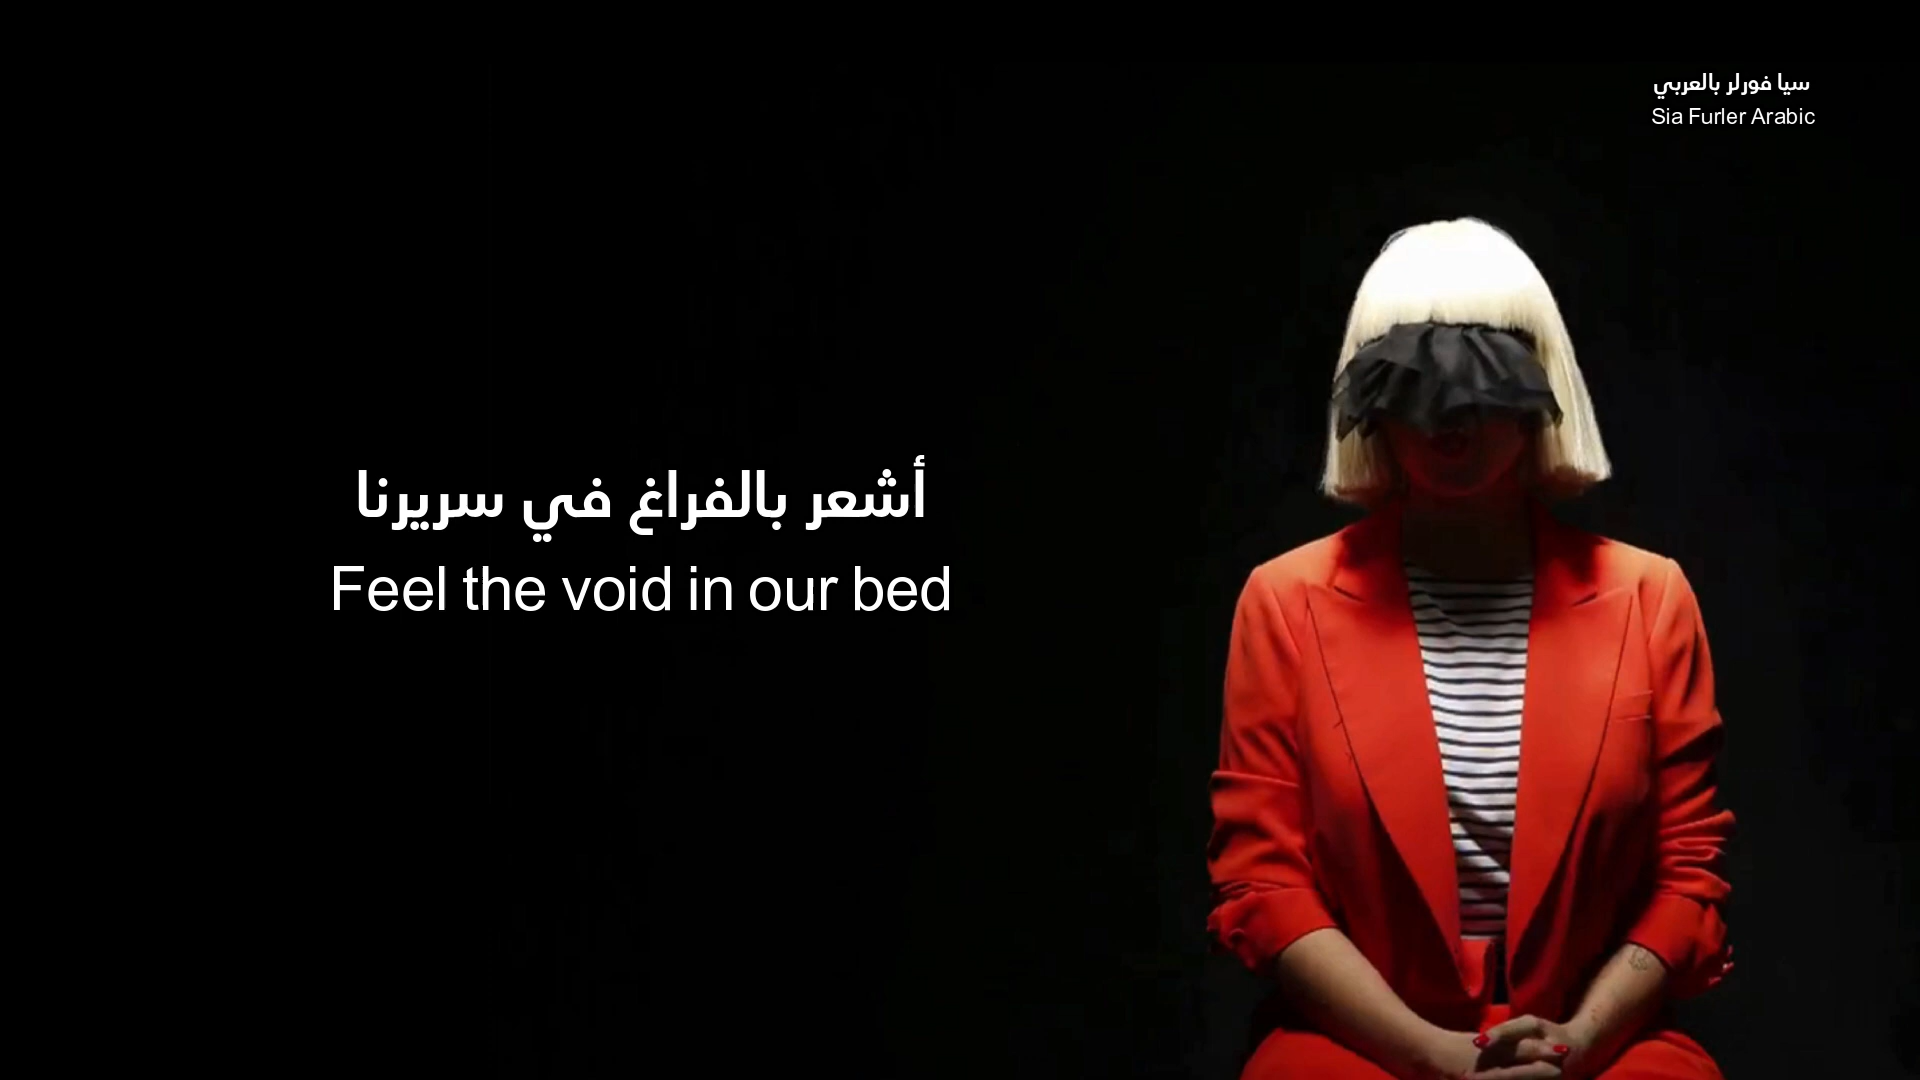 سيا فورلر بالعربي
Sia Furler Arabic
أشعر بالفراغ في سريرنا
Feel the void in our bed